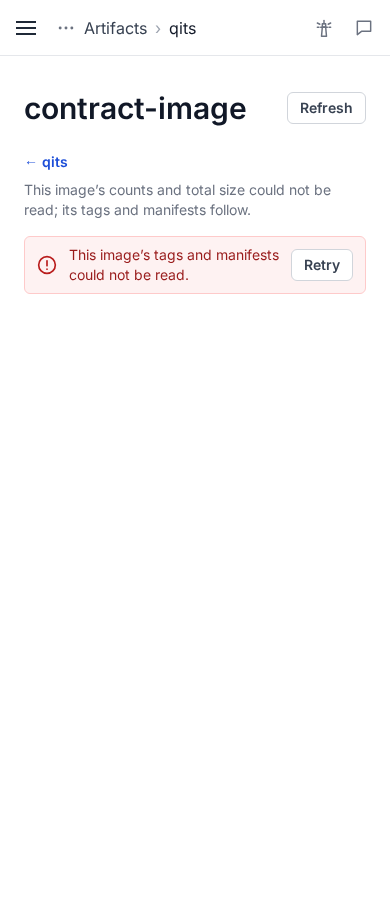 ··· Artifacts › qits
contract-image
Refresh
← qits
This image's counts and total size could not be
read; its tags and manifests follow.
This image's tags and manifests
could not be read.
Retry